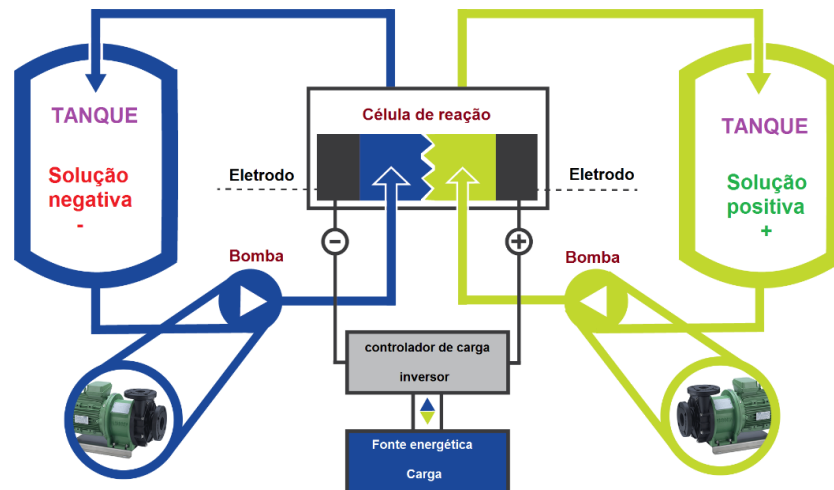 Célula de reação
TANQUE
TANQUE
Solução
negativa
-
Eletrodo
Eletrodo
Solução
positiva
+
−
+
Bomba
Bomba
controlador de carga
inversor
Fonte energética
Carga